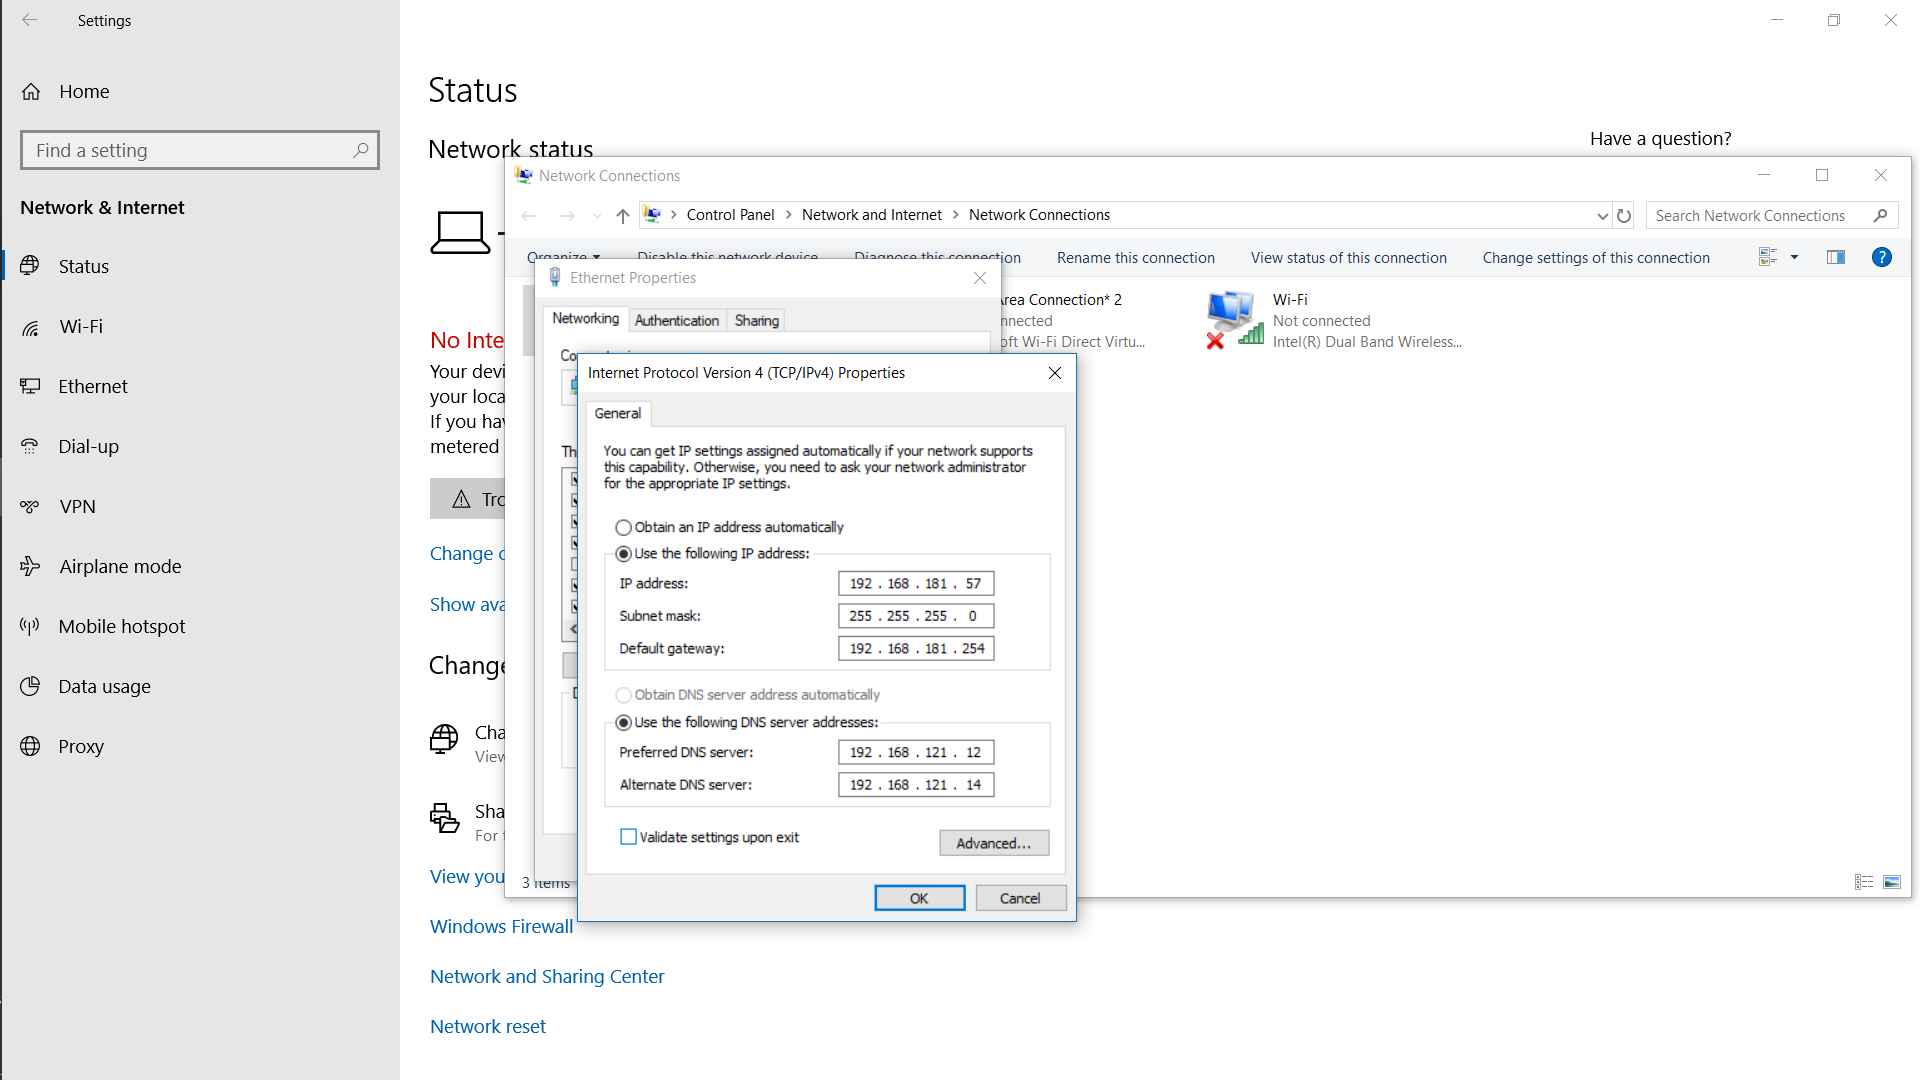 Settings
Home
Find a setting
Network & Internet
Status
Wi-Fi
Ethernet
Dial-up
VPN
Airplane mode
Mobile hotspot
Data usage
Proxy
Status
Network status
Have a question?
No Inte
Your devi
your loca
If you hav
metered
Change
Show ava
Change
Cha
View
Sha
For
View you
Windows Firewall
Network and Sharing Center
Network reset
Network Connections
Control Panel > Network and Internet > Network Connections
Search Network Connections
Organize Disable this network device Diagnose this connection Rename this connection View status of this connection Change settings of this connection
Area Connection* 2
nnected
oft Wi-Fi Direct Virtu...
Wi-Fi
Not connected
Intel(R) Dual Band Wireless...
3 items
Ethernet Properties
Networking Authentication Sharing
Internet Protocol Version 4 (TCP/IPv4) Properties
General
You can get IP settings assigned automatically if your network supports
this capability. Otherwise, you need to ask your network administrator
for the appropriate IP settings.
Obtain an IP address automatically
Use the following IP address:
IP address: 192 . 168 . 181 . 57
Subnet mask: 255 . 255 . 255 . 0
Default gateway: 192 . 168 . 181 . 254
Obtain DNS server address automatically
Use the following DNS server addresses:
Preferred DNS server: 192 . 168 . 121 . 12
Alternate DNS server: 192 . 168 . 121 . 14
Validate settings upon exit
Advanced...
OK Cancel